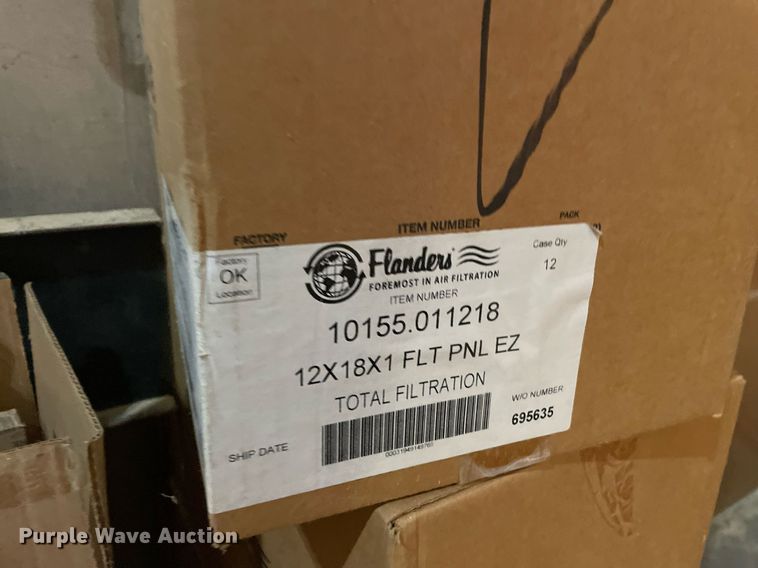 ITEM NUMBER
PACK
FACTORY
Factory
OK
Location
Flanders
FOREMOST IN AIR FILTRATION
Case Qty
12
ITEM NUMBER
10155.011218
12X18X1 FLT PNL EZ
TOTAL FILTRATION
W/O NUMBER
695635
SHIP DATE
Purple Wave Auction